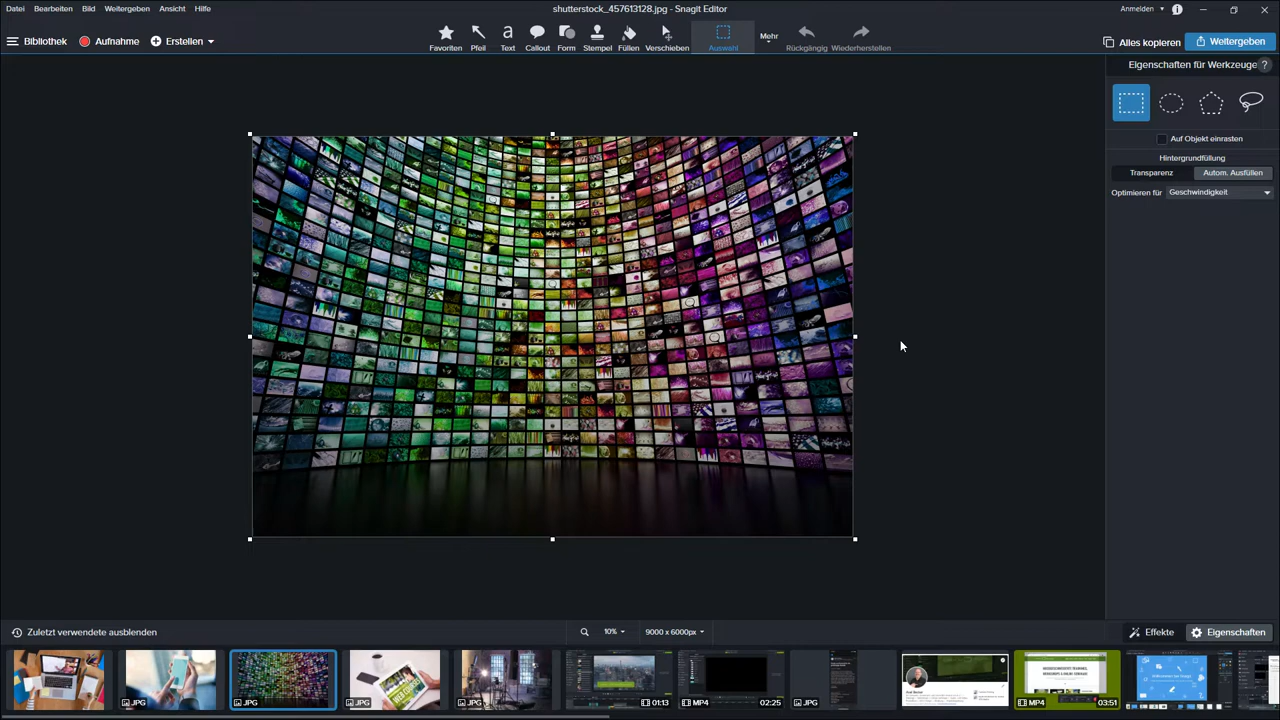 Datei Bearbeiten Bild Weitergeben Ansicht Hilfe
shutterstock_457613128.jpg - Snagit Editor
Anmelden
Bibliothek Aufnahme Erstellen
Favoriten Pfeil Text Callout Form Stempel Füllen Verschieben Auswahl Mehr Rückgängig Wiederherstellen
Alles kopieren Weitergeben
Eigenschaften für Werkzeuge ?
Auf Objekt einrasten
Hintergrundfüllung
Transparenz Autom. Ausfüllen
Optimieren für Geschwindigkeit
Zuletzt verwendete ausblenden
10% 9000 x 6000px
Effekte Eigenschaften
JPG JPG JPG JPG JPG 01:13 MP4 02:25 JPG MP4 03:51